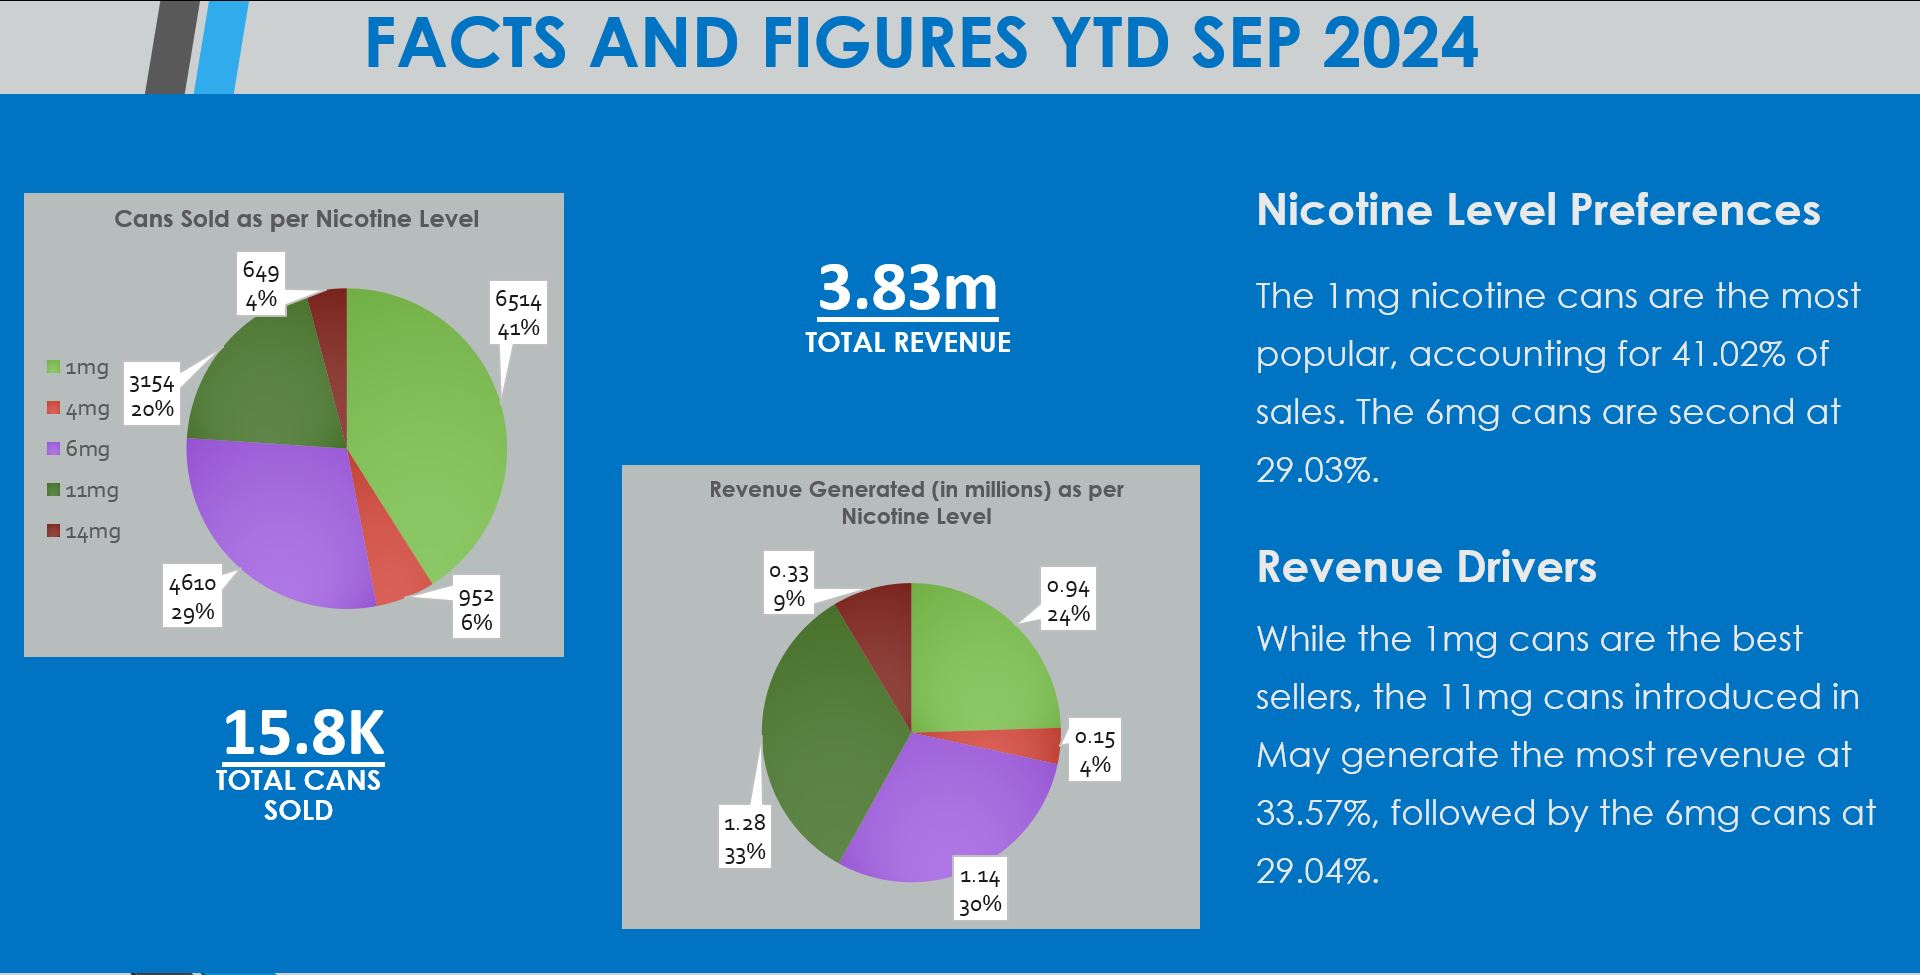 FACTS AND FIGURES YTD SEP 2024
Cans Sold as per Nicotine Level
649
4%
6514
41%
3154
20%
1mg
4mg
6mg
11mg
14mg
4610
29%
952
6%
15.8K
TOTAL CANS
SOLD
3.83m
TOTAL REVENUE
Revenue Generated (in millions) as per
Nicotine Level
0.33
9%
0.94
24%
0.15
4%
1.28
33%
1.14
30%
Nicotine Level Preferences
The 1mg nicotine cans are the most
popular, accounting for 41.02% of
sales. The 6mg cans are second at
29.03%.
Revenue Drivers
While the 1mg cans are the best
sellers, the 11mg cans introduced in
May generate the most revenue at
33.57%, followed by the 6mg cans at
29.04%.